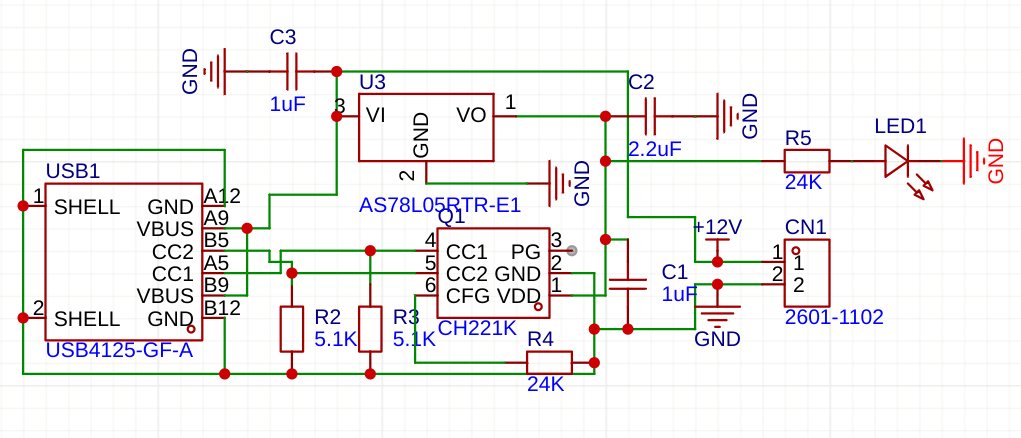 C3
GND
1uF
U3
3
VI
VO
1
GND
2
AS78L05RTR-E1
C2
2.2uF
GND
GND
R5
24K
LED1
GND
USB1
1
SHELL
2
SHELL
GND
A12
VBUS
A9
CC2
B5
CC1
A5
VBUS
B9
GND
B12
USB4125-GF-A
R2
5.1K
R3
5.1K
Q1
4
CC1
5
CC2
6
CFG
PG
3
GND
2
VDD
1
CH221K
R4
24K
C1
1uF
+12V
GND
CN1
1
1
2
2
2601-1102